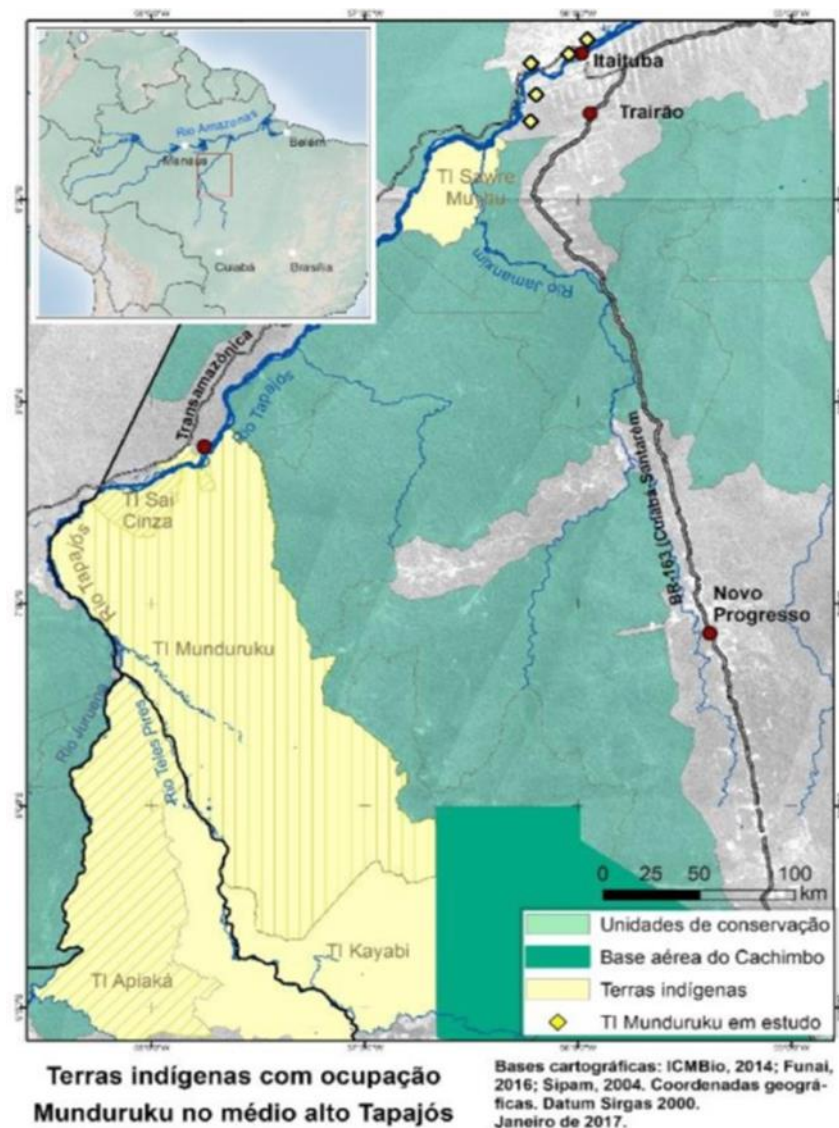 Rio Amazonas
Manaus
Belém
Cuiabá
Brasília
Itaituba
Trairão
TI Sawre
Muybu
Rio Jamanxim
Transamazônica
Rio Tapajós
TI Sai
Cinza
Rio Tapajós
BR-163 (Cuiabá-Santarém)
Novo
Progresso
TI Munduruku
Rio Juruena
Rio Teles Pires
TI Kayabi
TI Apiaká
0 25 50 100
km
Unidades de conservação
Base aérea do Cachimbo
Terras indígenas
TI Munduruku em estudo
Terras indígenas com ocupação
Munduruku no médio alto Tapajós
Bases cartográficas: ICMBio, 2014; Funai,
2016; Sipam, 2004. Coordenadas geográ-
ficas. Datum Sirgas 2000.
Janeiro de 2017.